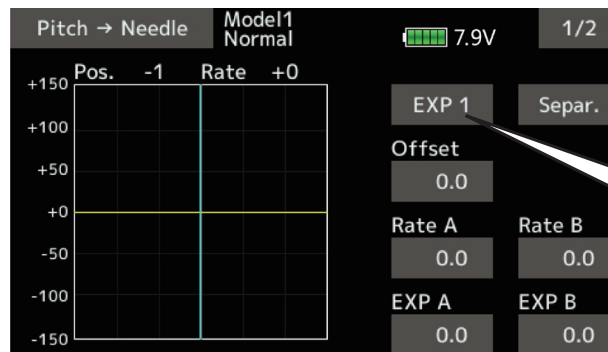 Pitch → Needle
Model1
Normal
7.9V
1/2
Pos. -1 Rate +0
+150
+100
+50
+0
-50
-100
-150
EXP 1
Separ.
Offset
0.0
Rate A
Rate B
0.0
0.0
EXP A
EXP B
0.0
0.0